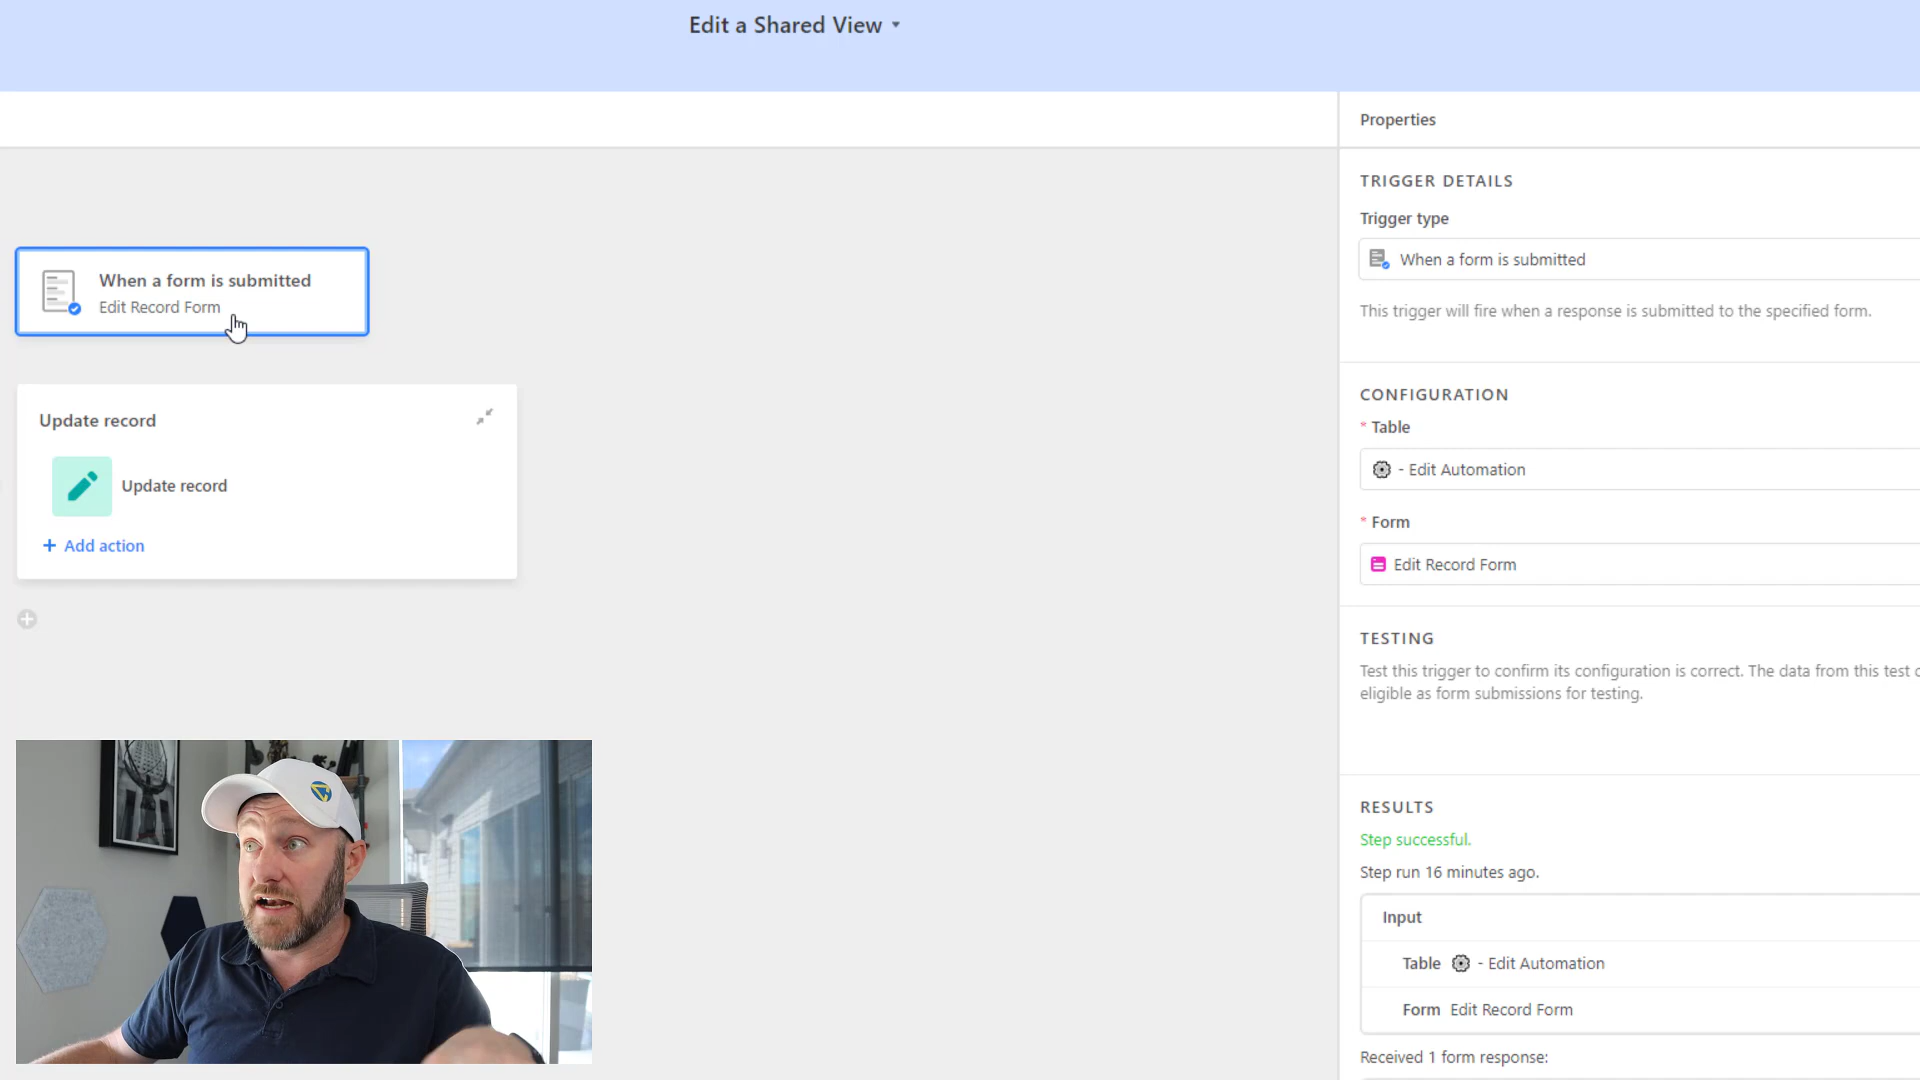 Edit a Shared View
Properties
TRIGGER DETAILS
Trigger type
When a form is submitted
This trigger will fire when a response is submitted to the specified form.
When a form is submitted
Edit Record Form
Update record
Update record
+ Add action
CONFIGURATION
* Table
- Edit Automation
* Form
Edit Record Form
TESTING
Test this trigger to confirm its configuration is correct. The data from this test
eligible as form submissions for testing.
RESULTS
Step successful.
Step run 16 minutes ago.
Input
Table - Edit Automation
Form Edit Record Form
Received 1 form response: